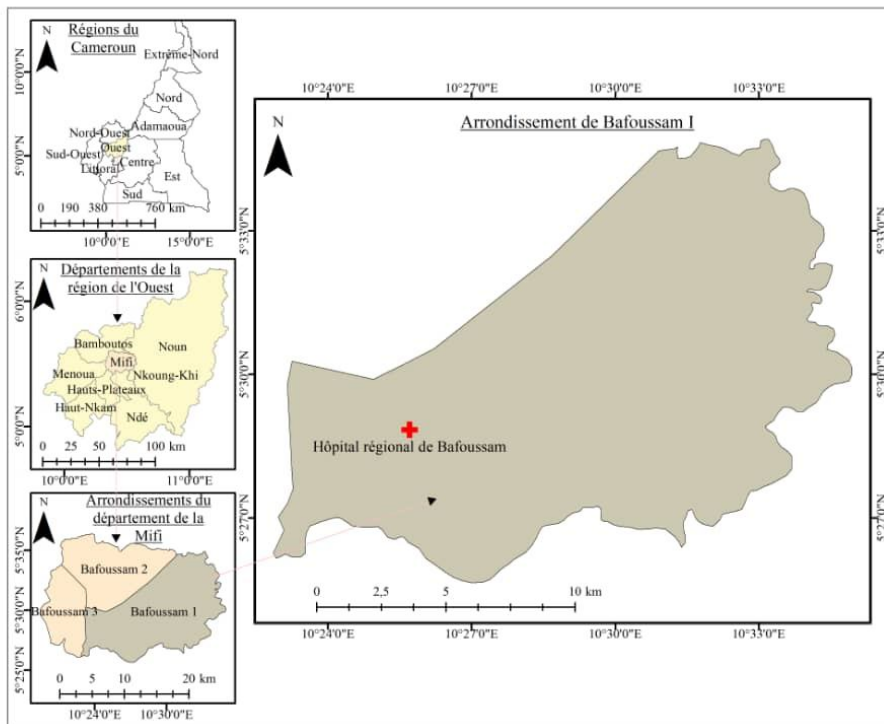 Régions du
Cameroun
N
Extrême-Nord
Nord
Adamaoua
Nord-Ouest
Ouest
Sud-Ouest
Centre
Littoral
Est
Sud
0 190 380 760 km
10°0'0"N
5°0'0"N
10°0'0"E 15°0'0"E
N
Départements de la
région de l'Ouest
Bamboutos
Noun
Mifi
Menoua
Nkoung-Khi
Hauts-Plateaux
Haut-Nkam
Ndé
0 25 50 100 km
6°0'0"N
5°0'0"N
10°0'0"E 11°0'0"E
N
Arrondissements du
département de la
Mifi
Bafoussam 2
Bafoussam 3
Bafoussam 1
5°35'0"N
5°30'0"N
5°25'0"N
0 5 10 20 km
10°24'0"E 10°30'0"E
10°24'0"E 10°27'0"E 10°30'0"E 10°33'0"E
N
Arrondissement de Bafoussam I
5°33'0"N
5°33'0"N
5°30'0"N
5°30'0"N
Hôpital régional de Bafoussam
5°27'0"N
5°27'0"N
0 2,5 5 10 km
10°24'0"E 10°27'0"E 10°30'0"E 10°33'0"E